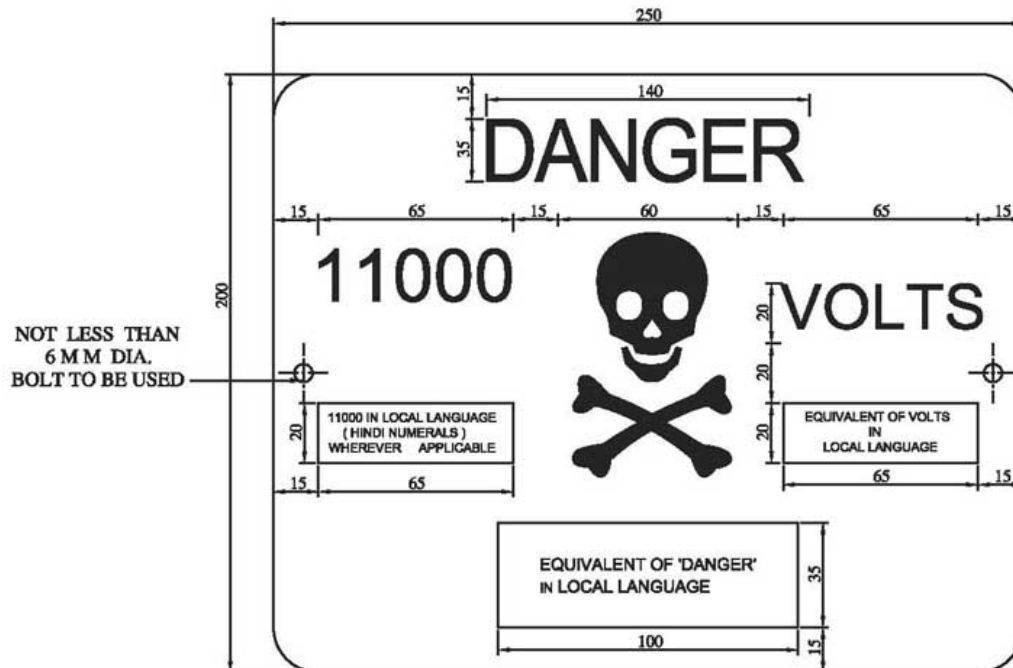 250
15
140
35
DANGER
15 65 15 60 15 65 15
11000
200
20
VOLTS
NOT LESS THAN
6 MM DIA.
BOLT TO BE USED
20
20
11000 IN LOCAL LANGUAGE
( HINDI NUMERALS )
WHEREVER APPLICABLE
20
EQUIVALENT OF VOLTS
IN
LOCAL LANGUAGE
15 65
65 15
EQUIVALENT OF 'DANGER'
IN LOCAL LANGUAGE
35
100
15